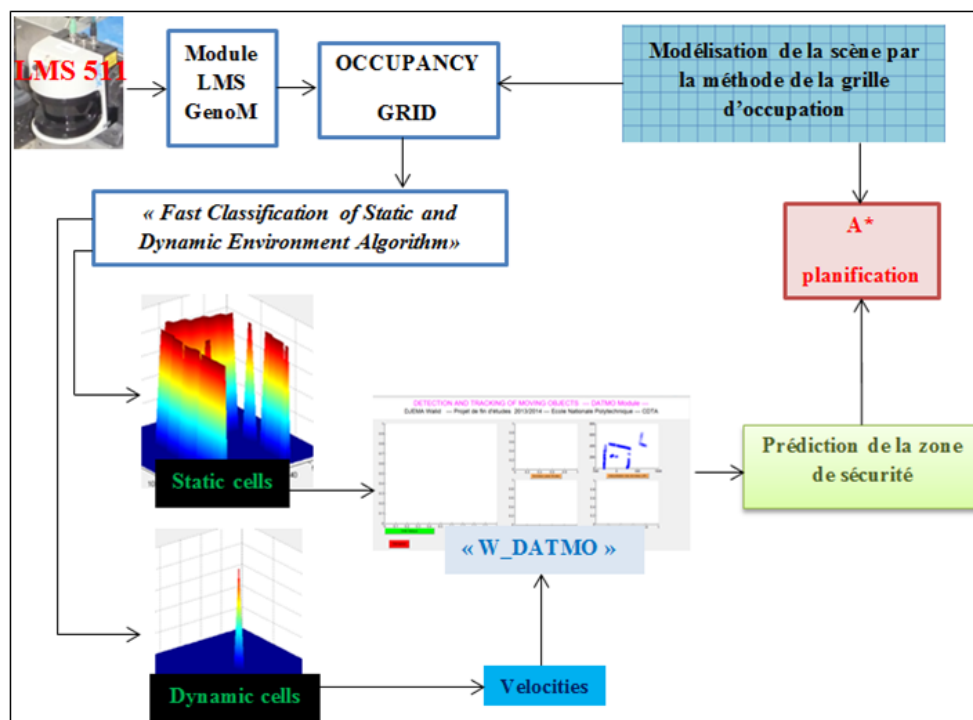 LMS 511
Module
LMS
GenoM
OCCUPANCY
GRID
Modélisation de la scène par
la méthode de la grille
d'occupation
« Fast Classification of Static and
Dynamic Environment Algorithm»
A*
planification
Static cells
DETECTION AND TRACKING OF MOVING OBJECTS --- DATMO Module ---
DJEMA Walid --- Projet de fin d'études 2013/2014 --- Ecole Nationale Polytechnique --- CDTA
Prédiction de la zone
de sécurité
« W_DATMO »
Dynamic cells
Velocities